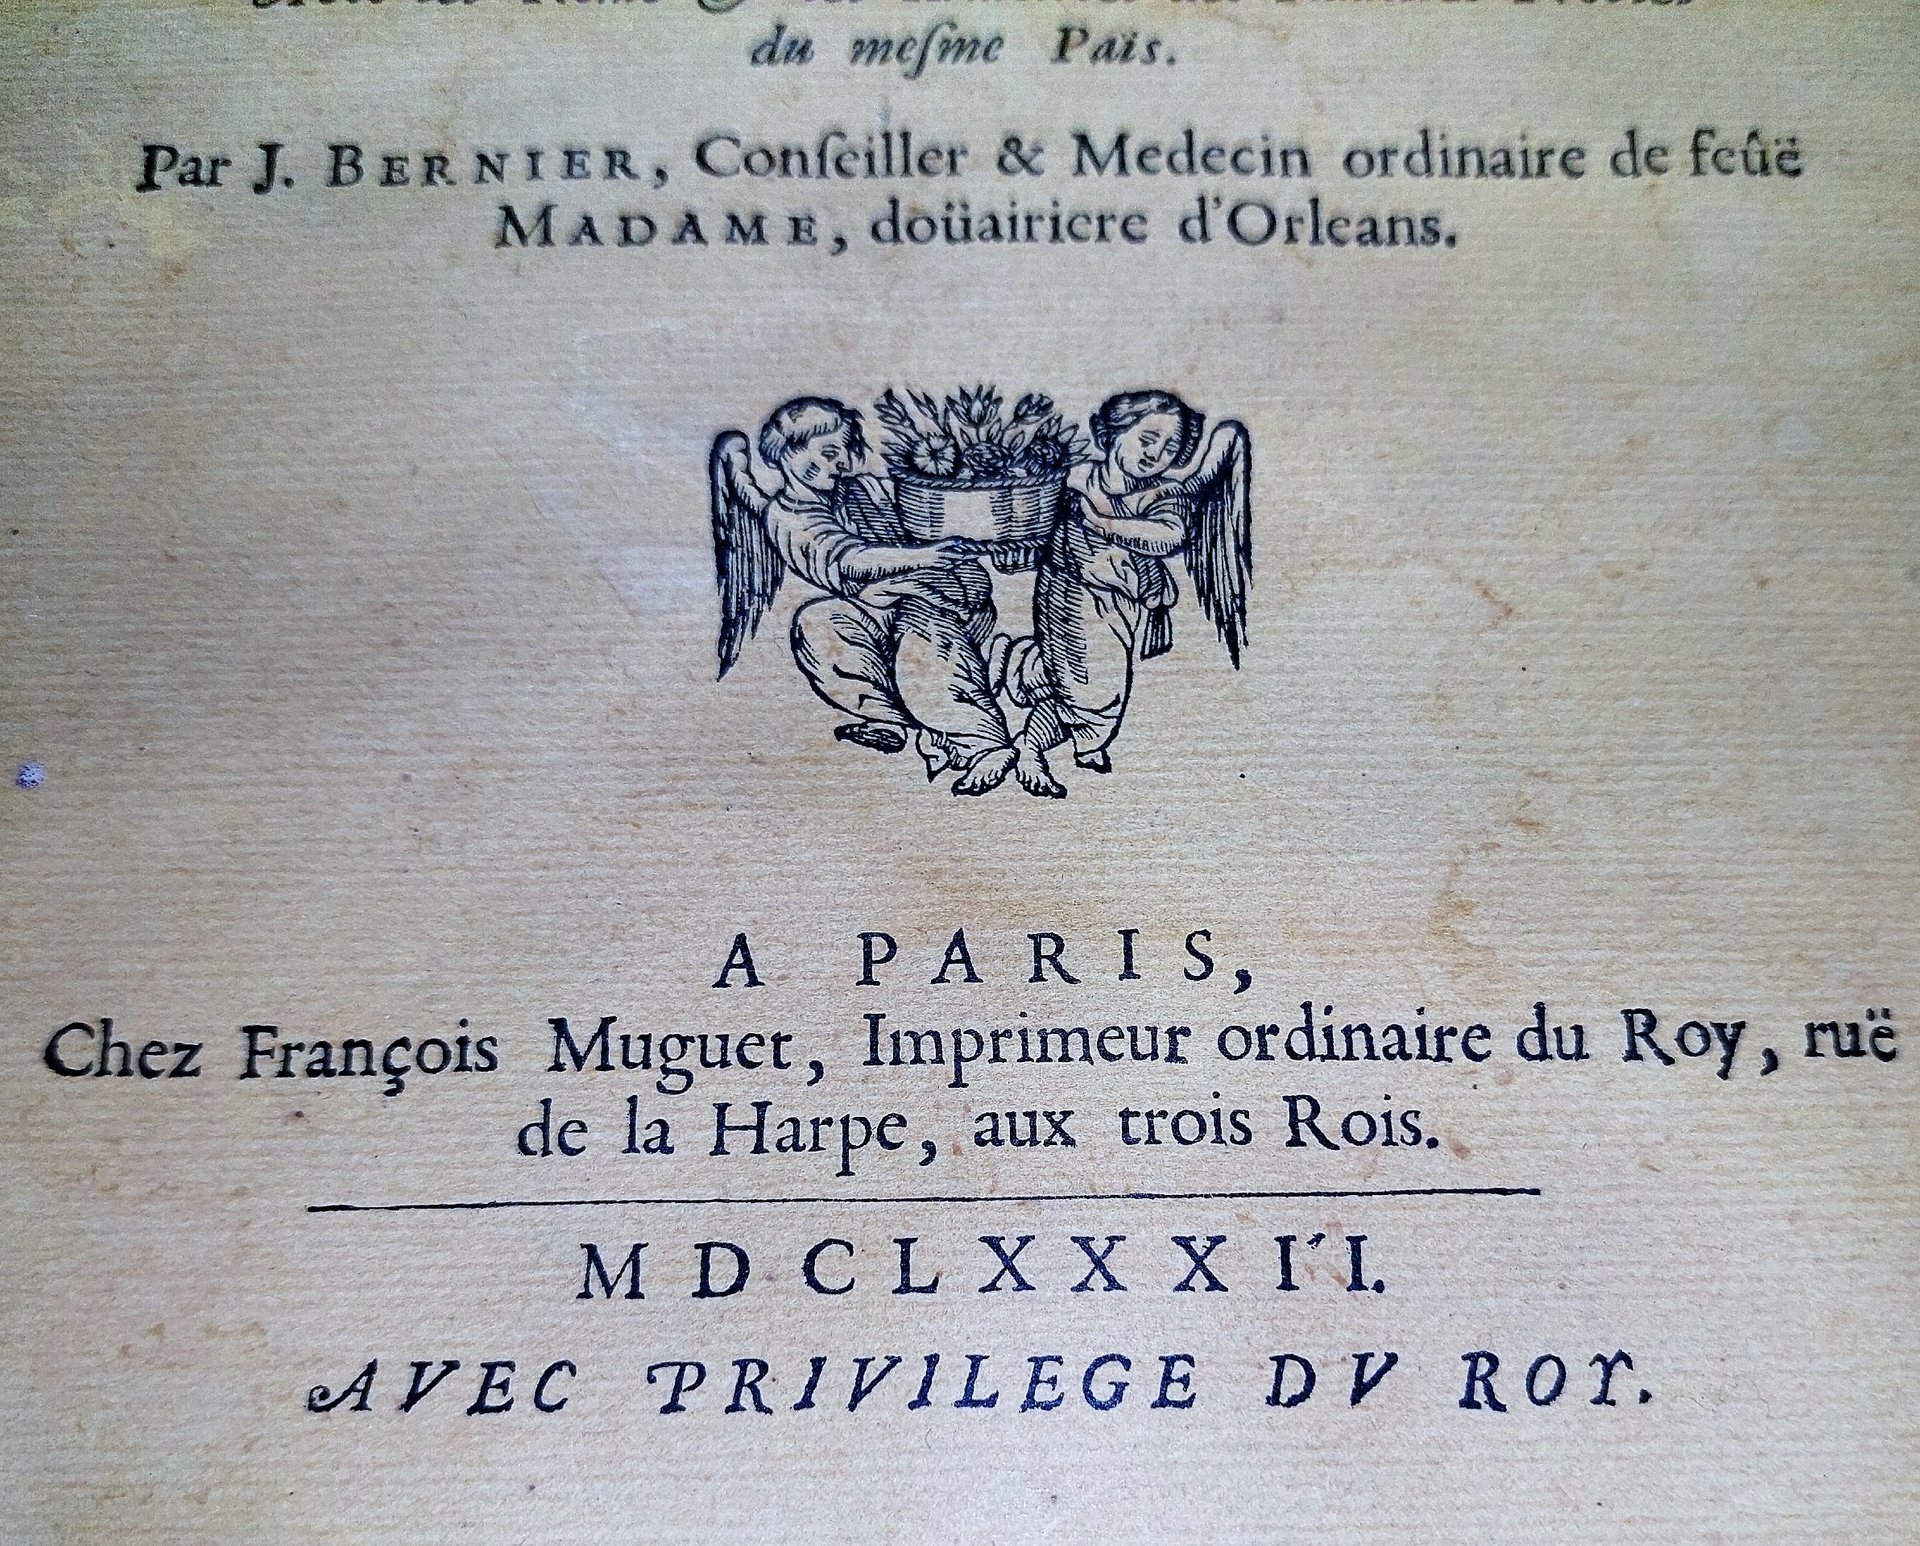 du meſme Païs.
Par J. BERNIER, Conſeiller & Medecin ordinaire de feûë
MADAME, doüairiere d'Orleans.
A PARIS,
Chez François Muguet, Imprimeur ordinaire du Roy, ruë
de la Harpe, aux trois Rois.
MDCLXXXII.
AVEC PRIVILEGE DV ROY.